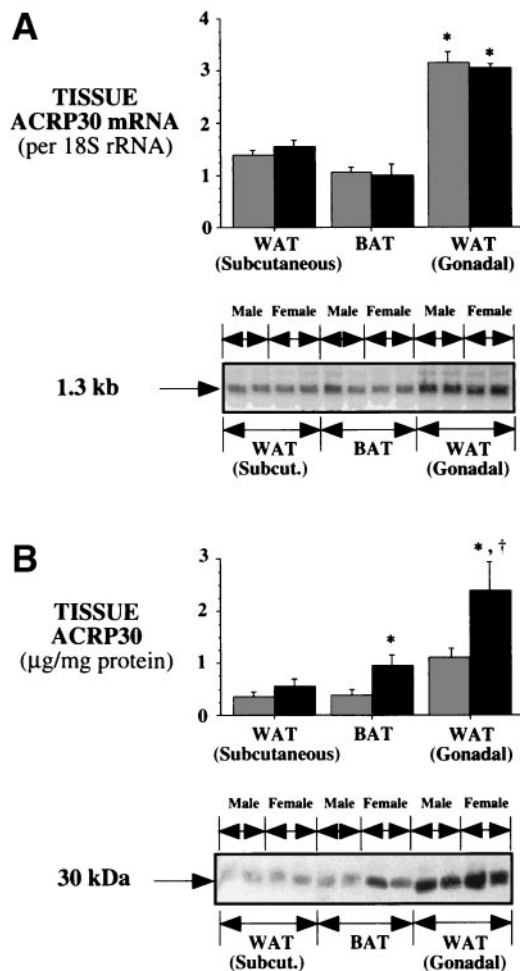 A
TISSUE
ACRP30 mRNA
(per 18S rRNA)
4
3
2
1
0
* *
WAT BAT WAT
(Subcutaneous) (Gonadal)
Male Female Male Female Male Female
1.3 kb
WAT BAT WAT
(Subcut.) (Gonadal)
B
TISSUE
ACRP30
(µg/mg protein)
3
2
1
0
*
* , †
WAT BAT WAT
(Subcutaneous) (Gonadal)
Male Female Male Female Male Female
30 kDa
WAT BAT WAT
(Subcut.) (Gonadal)